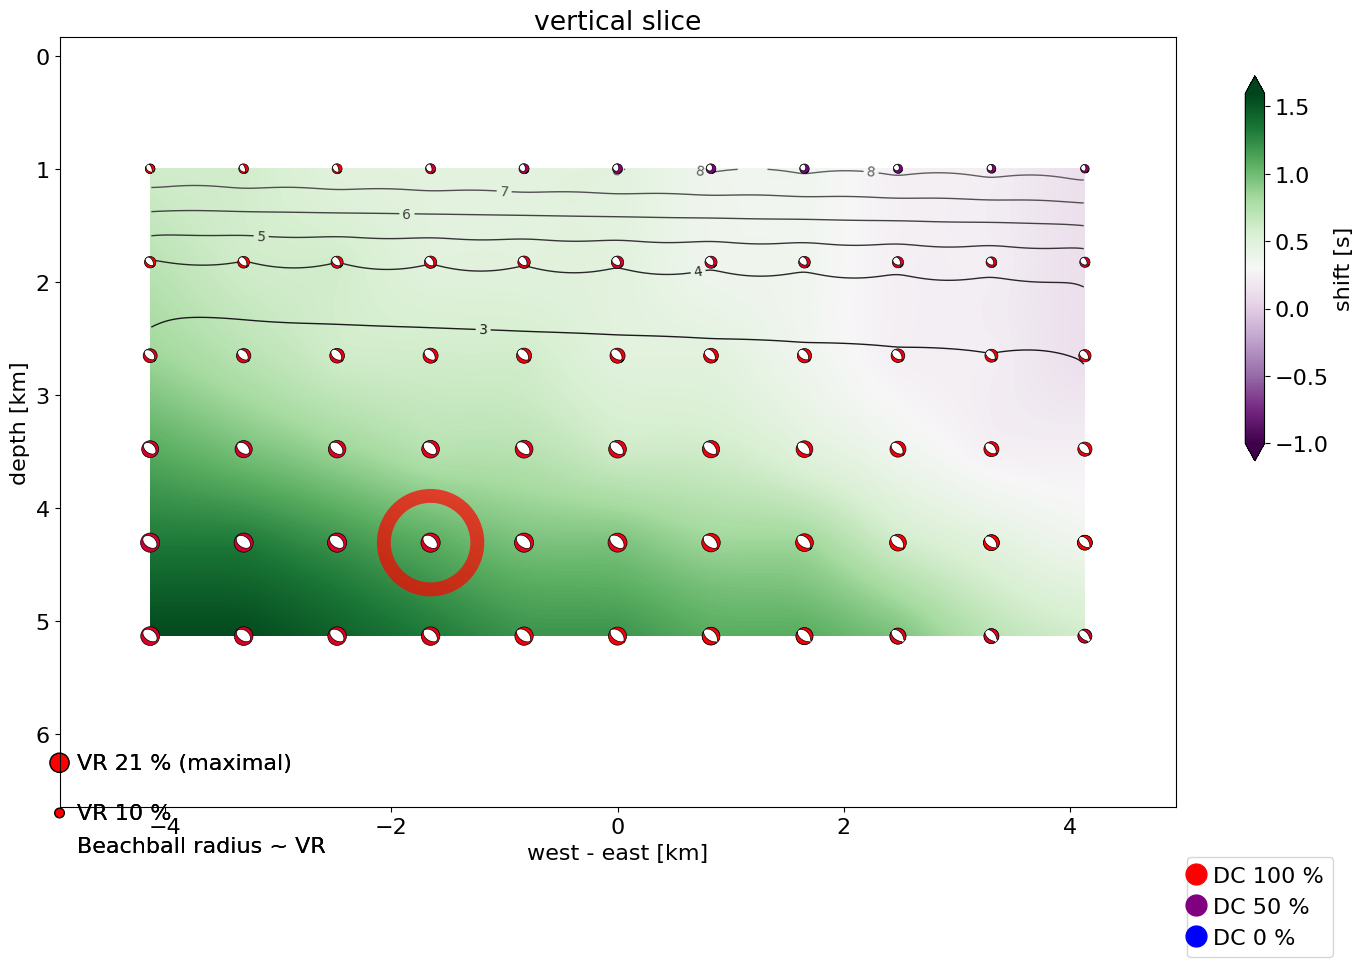 vertical slice
0
1
2
3
4
5
6
depth [km]
8
8
7
6
5
4
3
1.5
1.0
0.5
0.0
−0.5
−1.0
shift [s]
VR 21 % (maximal)
VR 10 %
Beachball radius ~ VR
−4
−2
0
2
4
west - east [km]
DC 100 %
DC 50 %
DC 0 %